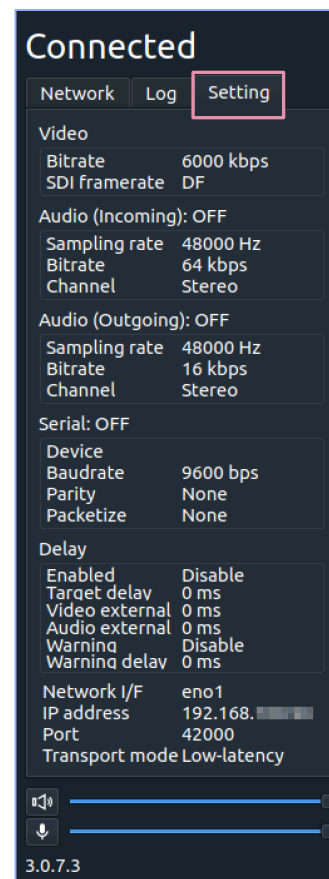 Connected
Network Log Setting
Video
Bitrate 6000 kbps
SDI framerate DF
Audio (Incoming): OFF
Sampling rate 48000 Hz
Bitrate 64 kbps
Channel Stereo
Audio (Outgoing): OFF
Sampling rate 48000 Hz
Bitrate 16 kbps
Channel Stereo
Serial: OFF
Device
Baudrate 9600 bps
Parity None
Packetize None
Delay
Enabled Disable
Target delay 0 ms
Video external 0 ms
Audio external 0 ms
Warning Disable
Warning delay 0 ms
Network I/F eno1
IP address 192.168.
Port 42000
Transport mode Low-latency
3.0.7.3